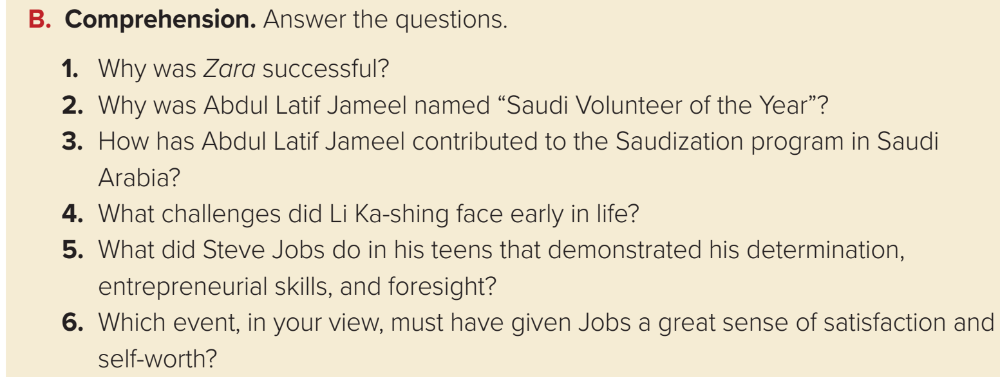 B. Comprehension. Answer the questions.
1. Why was Zara successful?
2. Why was Abdul Latif Jameel named “Saudi Volunteer of the Year”?
3. How has Abdul Latif Jameel contributed to the Saudization program in Saudi
Arabia?
4. What challenges did Li Ka-shing face early in life?
5. What did Steve Jobs do in his teens that demonstrated his determination,
entrepreneurial skills, and foresight?
6. Which event, in your view, must have given Jobs a great sense of satisfaction and
self-worth?